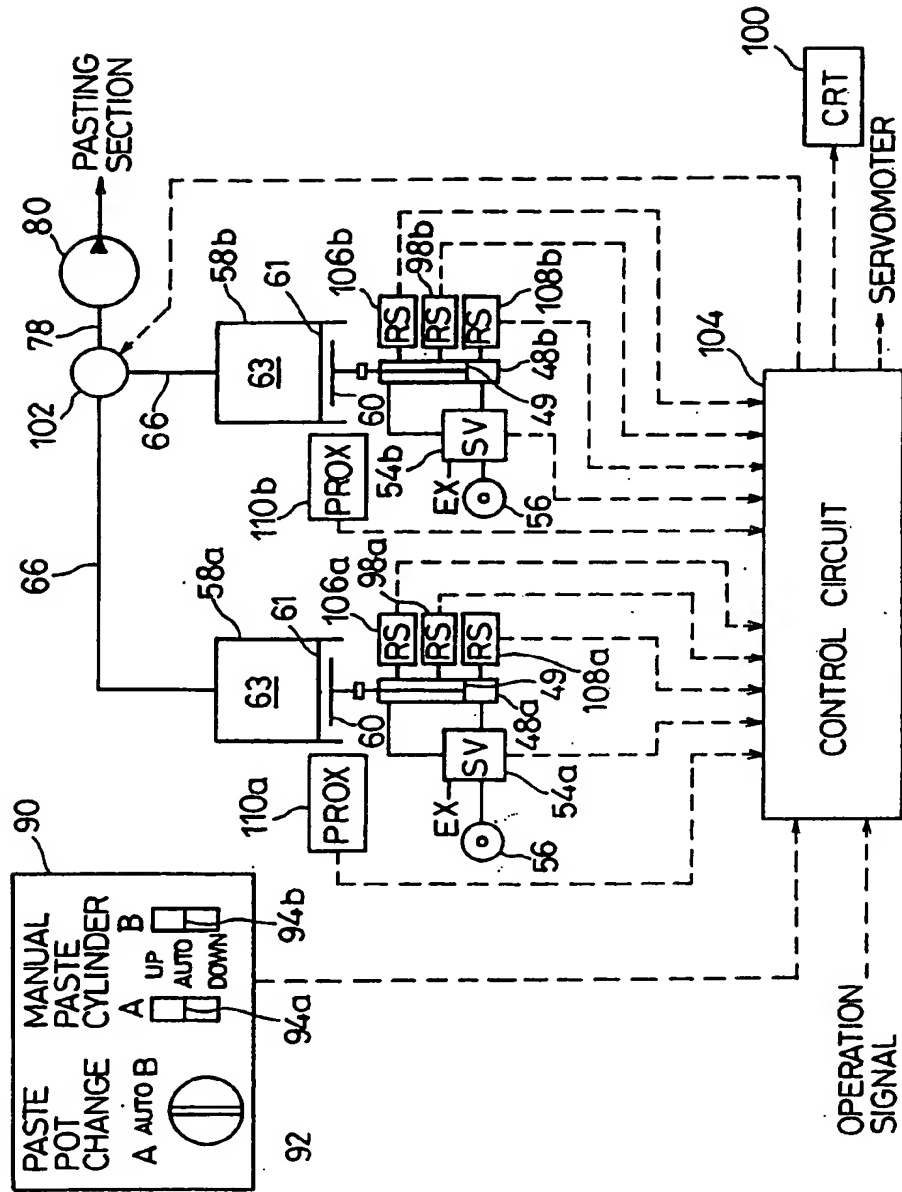 90
PASTE
POT
CHANGE
A AUTO B
92
MANUAL
PASTE
CYLINDER
A B
UP
AUTO
DOWN
94a
94b
PASTING
SECTION
80
78
102
66
66
58a
63
61
60
110a
PROX
106a
98a
RS
RS
RS
108a
49
48a
SV
54a
EX
56
58b
63
61
60
110b
PROX
106b
98b
RS
RS
RS
108b
48b
49
SV
54b
EX
56
104
CONTROL CIRCUIT
100
CRT
SERVOMOTER
OPERATION
SIGNAL